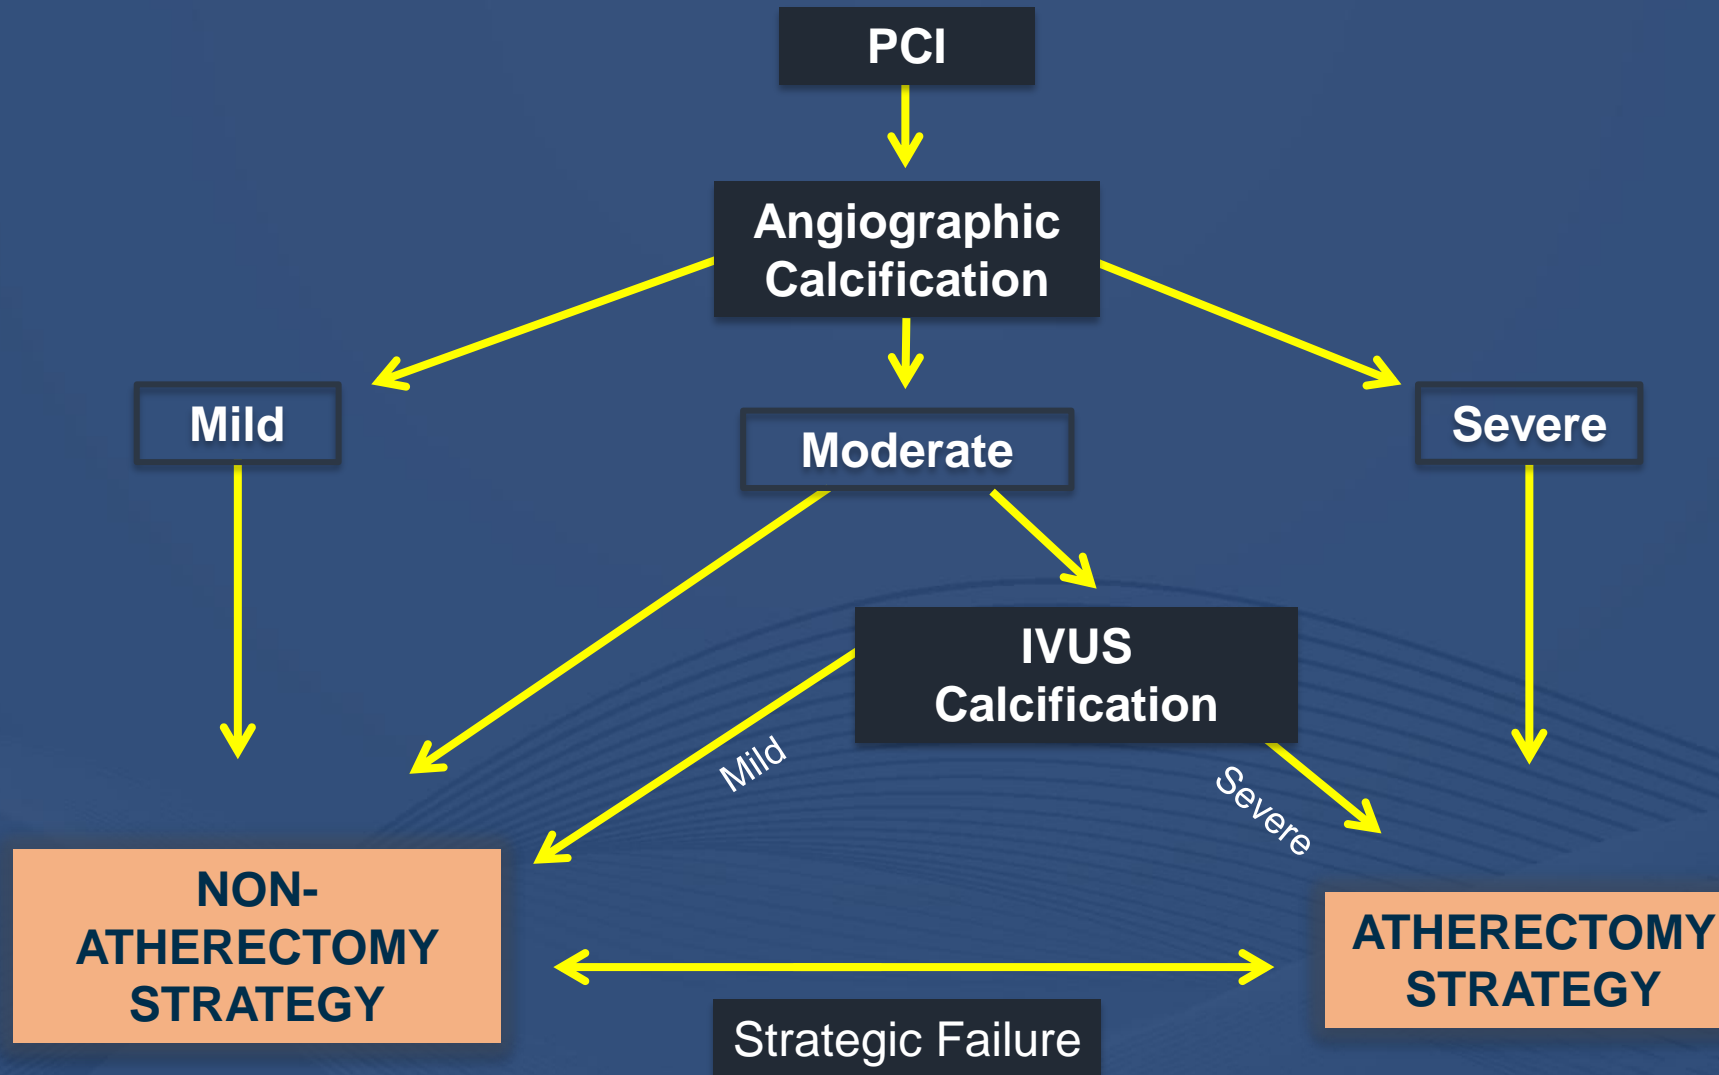 PCI
Angiographic
Calcification
Mild
Moderate
Severe
IVUS
Calcification
Mild
Severe
NON-
ATHERECTOMY
STRATEGY
ATHERECTOMY
STRATEGY
Strategic Failure